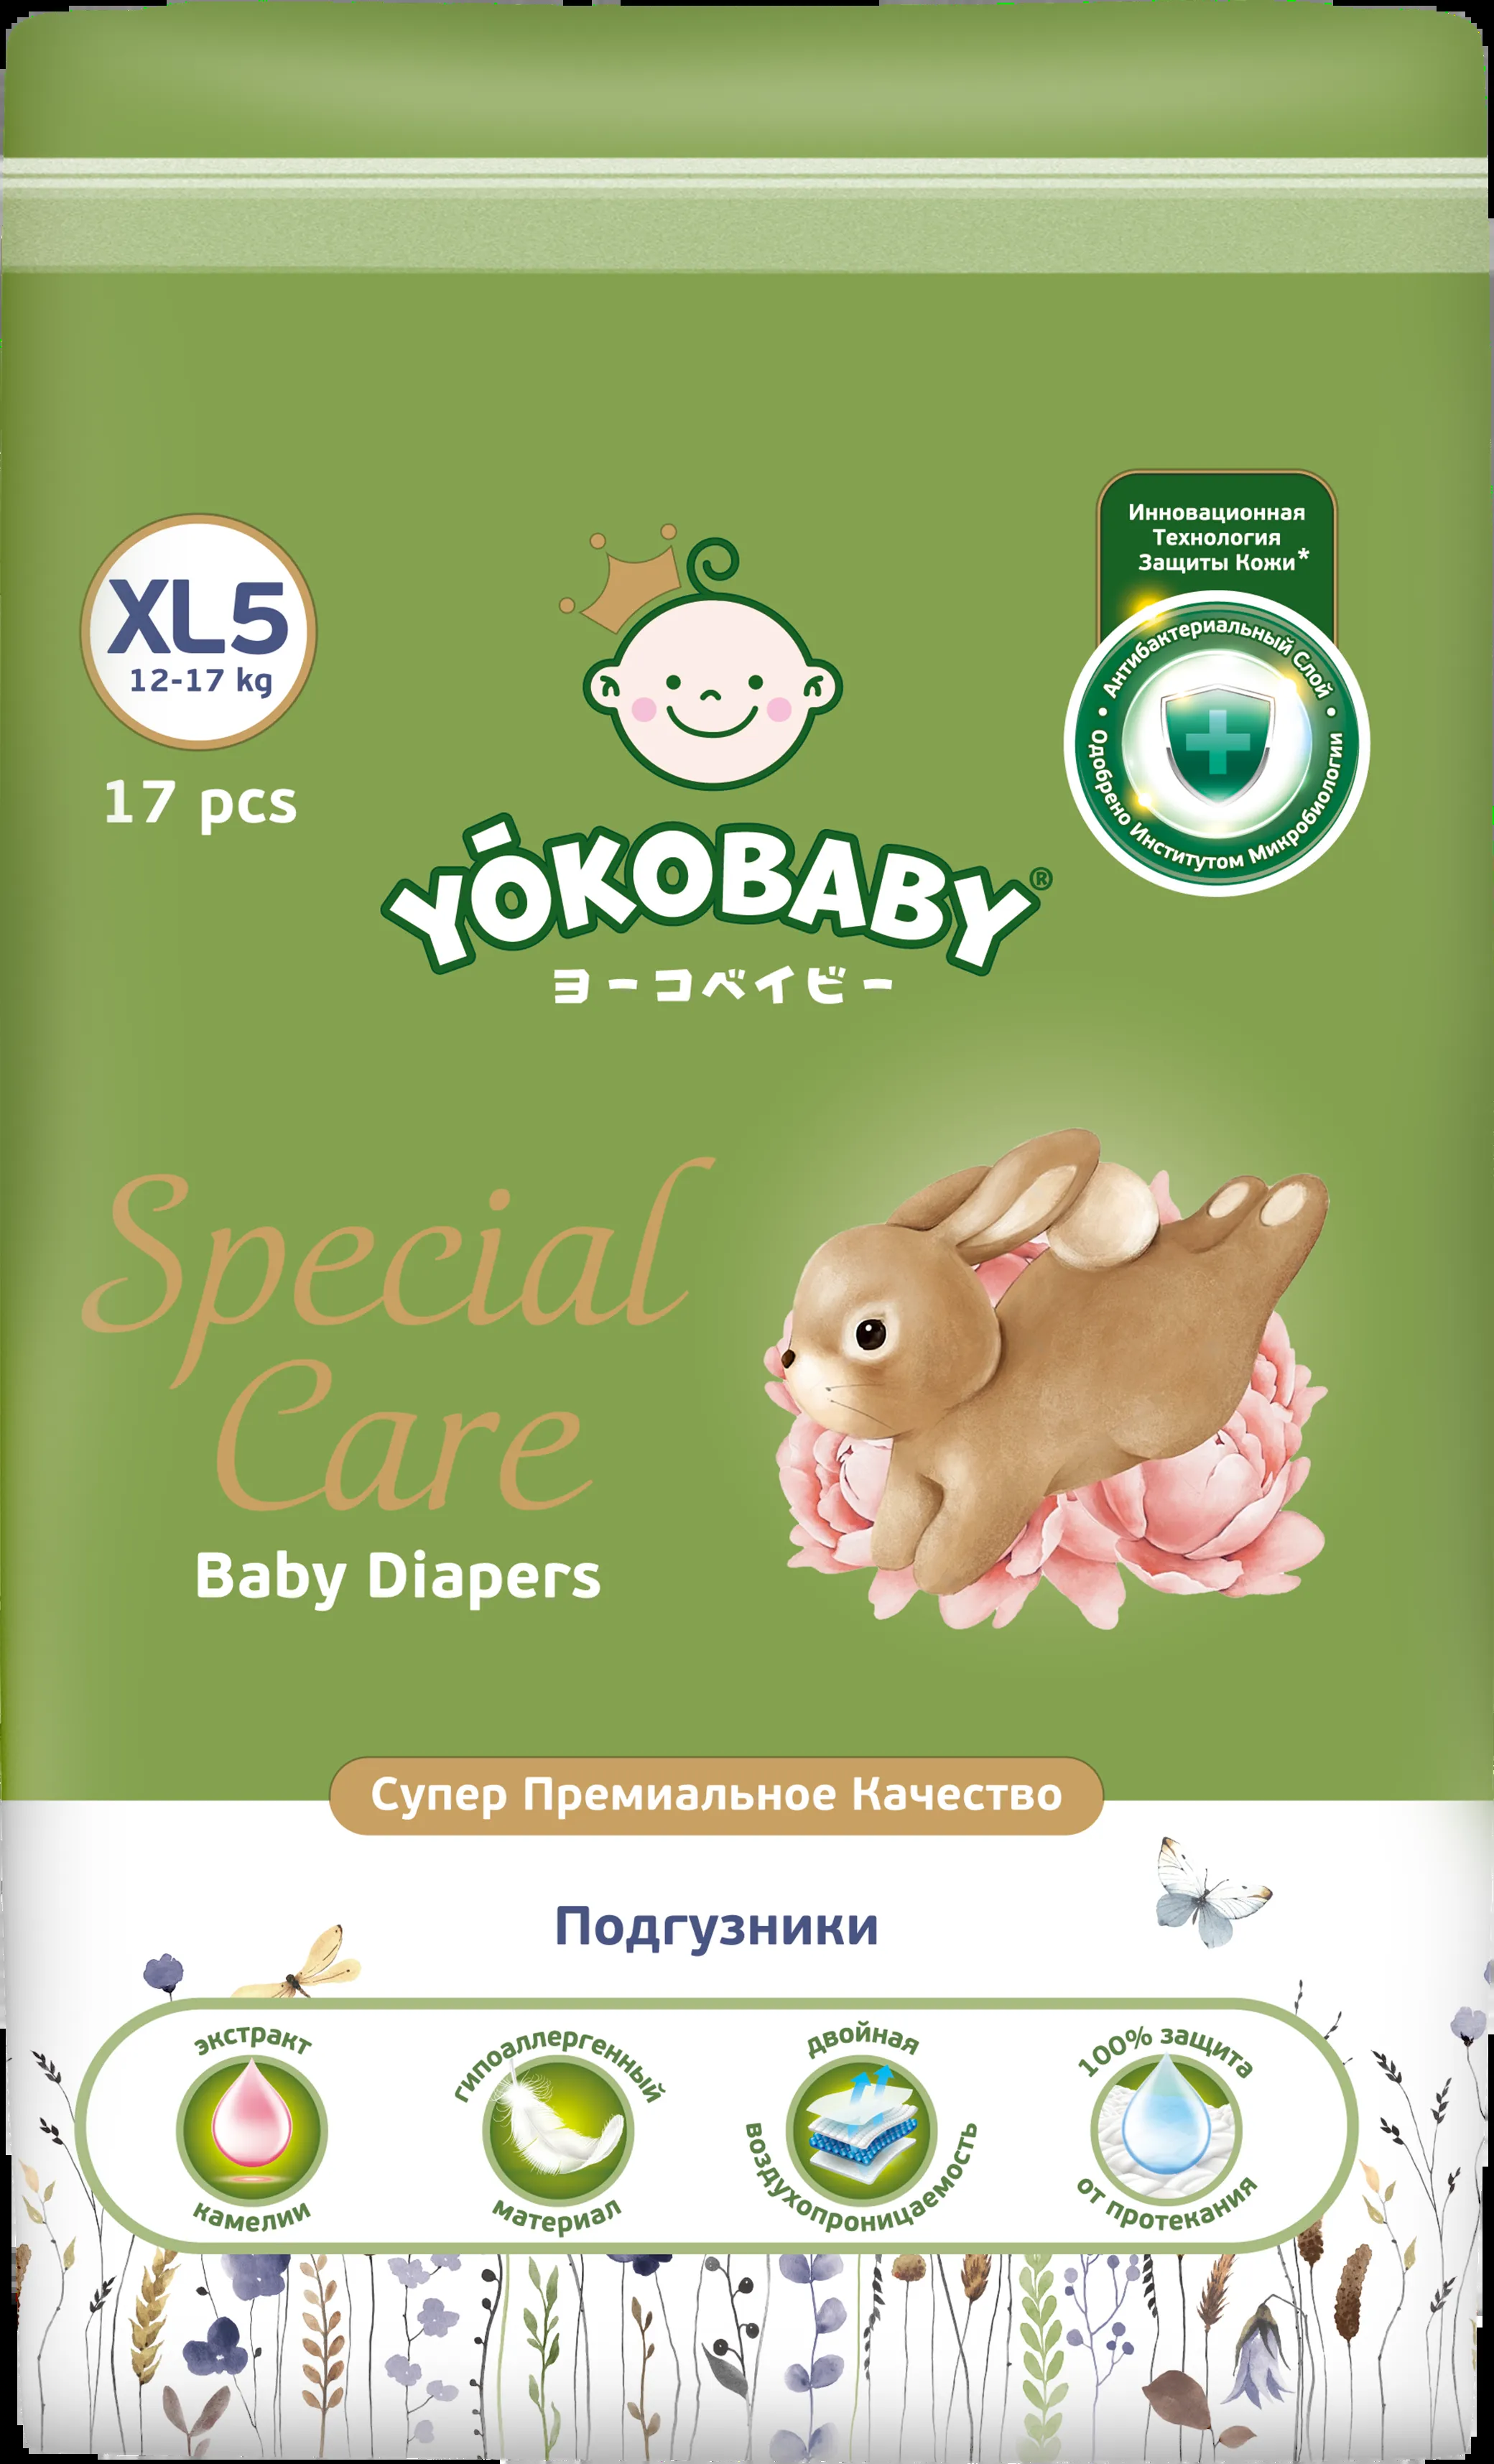 Инновационная
Технология
Защиты Кожи*
Антибактериальный Слой
Одобрено Институтом Микробиологии
XL5
12-17 kg
17 pcs
YŌKOBABY®
ヨーコベイビー
Special
Care
Baby Diapers
Супер Премиальное Качество
Подгузники
экстракт
камелии
гипоаллергенный
материал
двойная
воздухопроницаемость
100% защита
от протекания